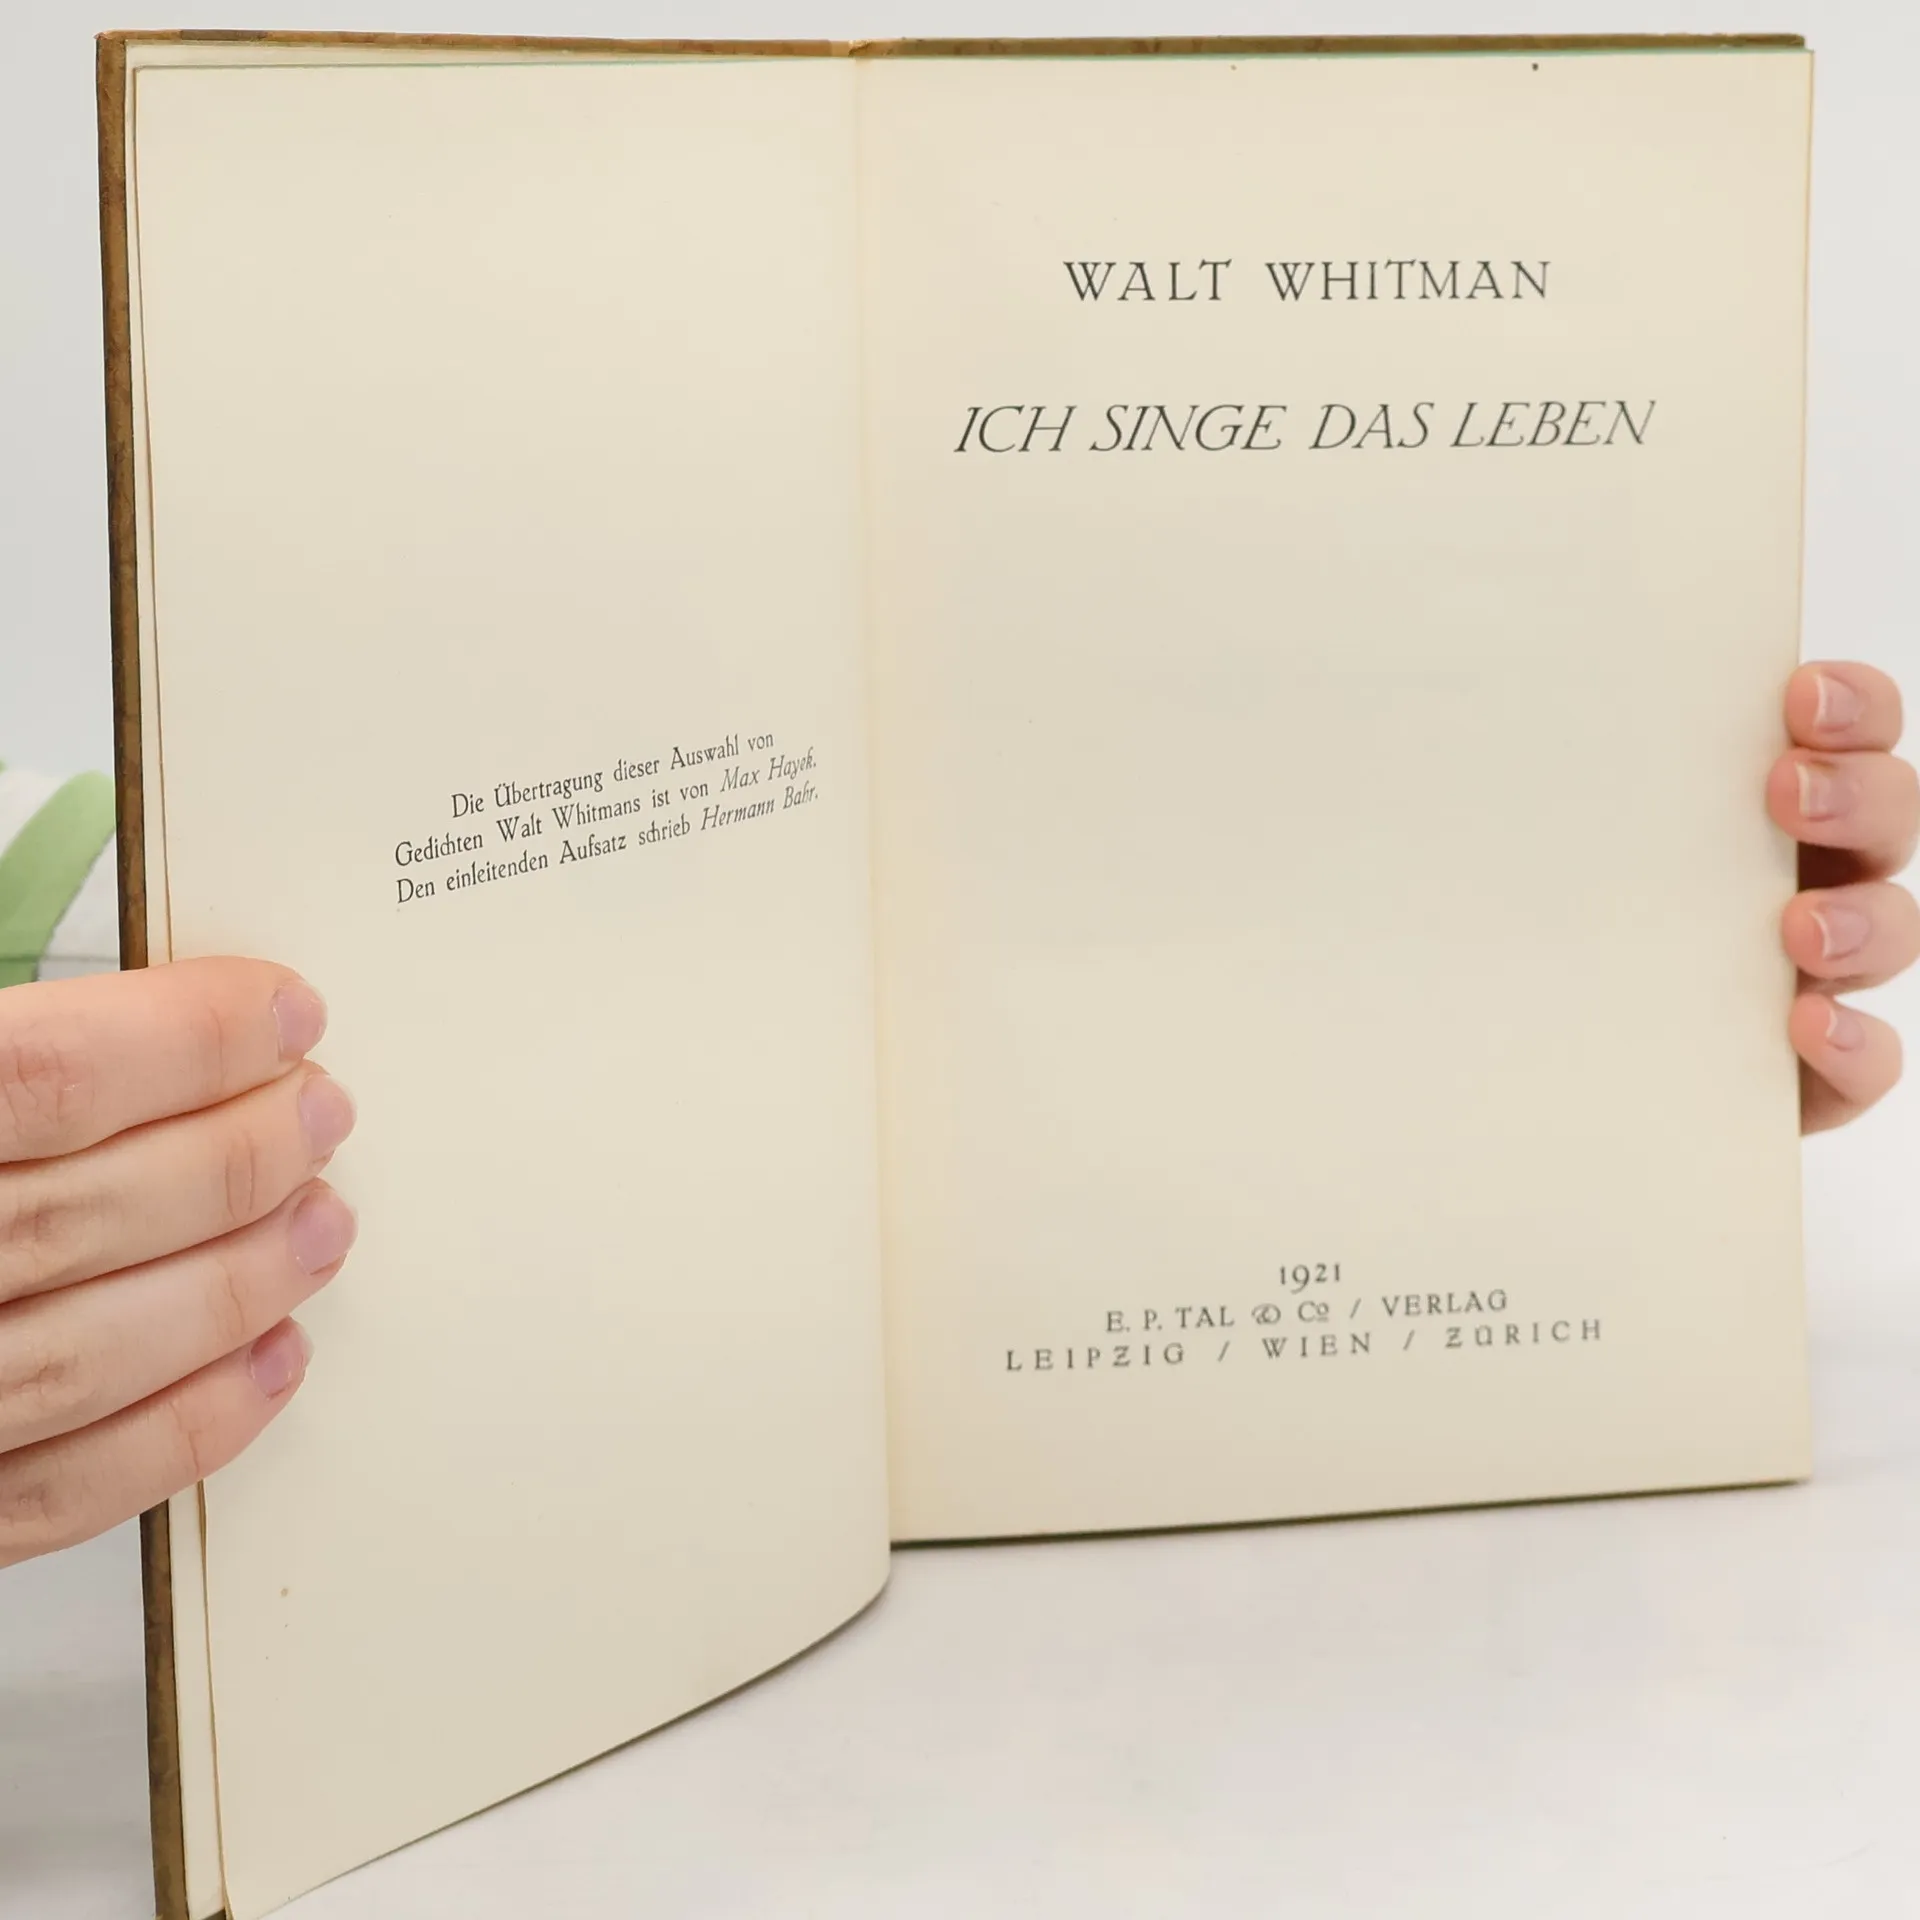 Die Übertragung dieser Auswahl von
Gedichten Walt Whitmans ist von Max Hayek.
Den einleitenden Aufsatz schrieb Hermann Bahr.
WALT WHITMAN
ICH SINGE DAS LEBEN
1921
E. P. TAL & Co / VERLAG
LEIPZIG / WIEN / ZÜRICH